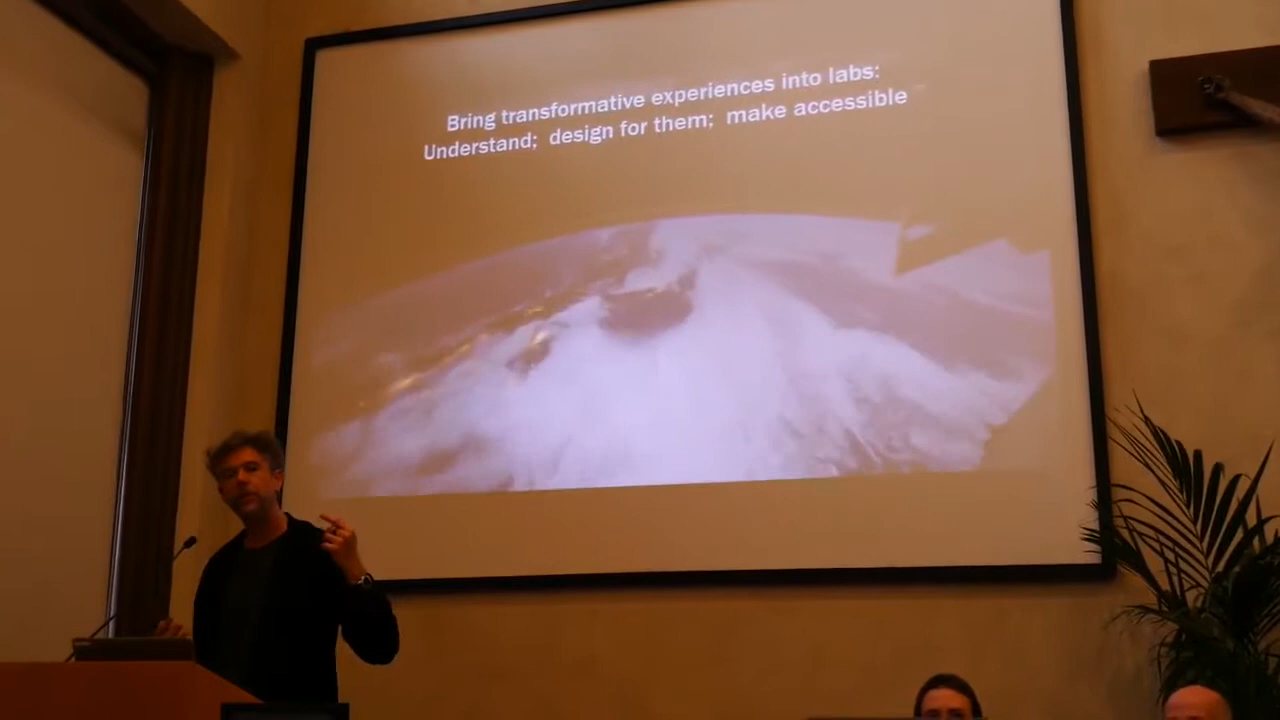 Bring transformative experiences into labs:
Understand; design for them; make accessible